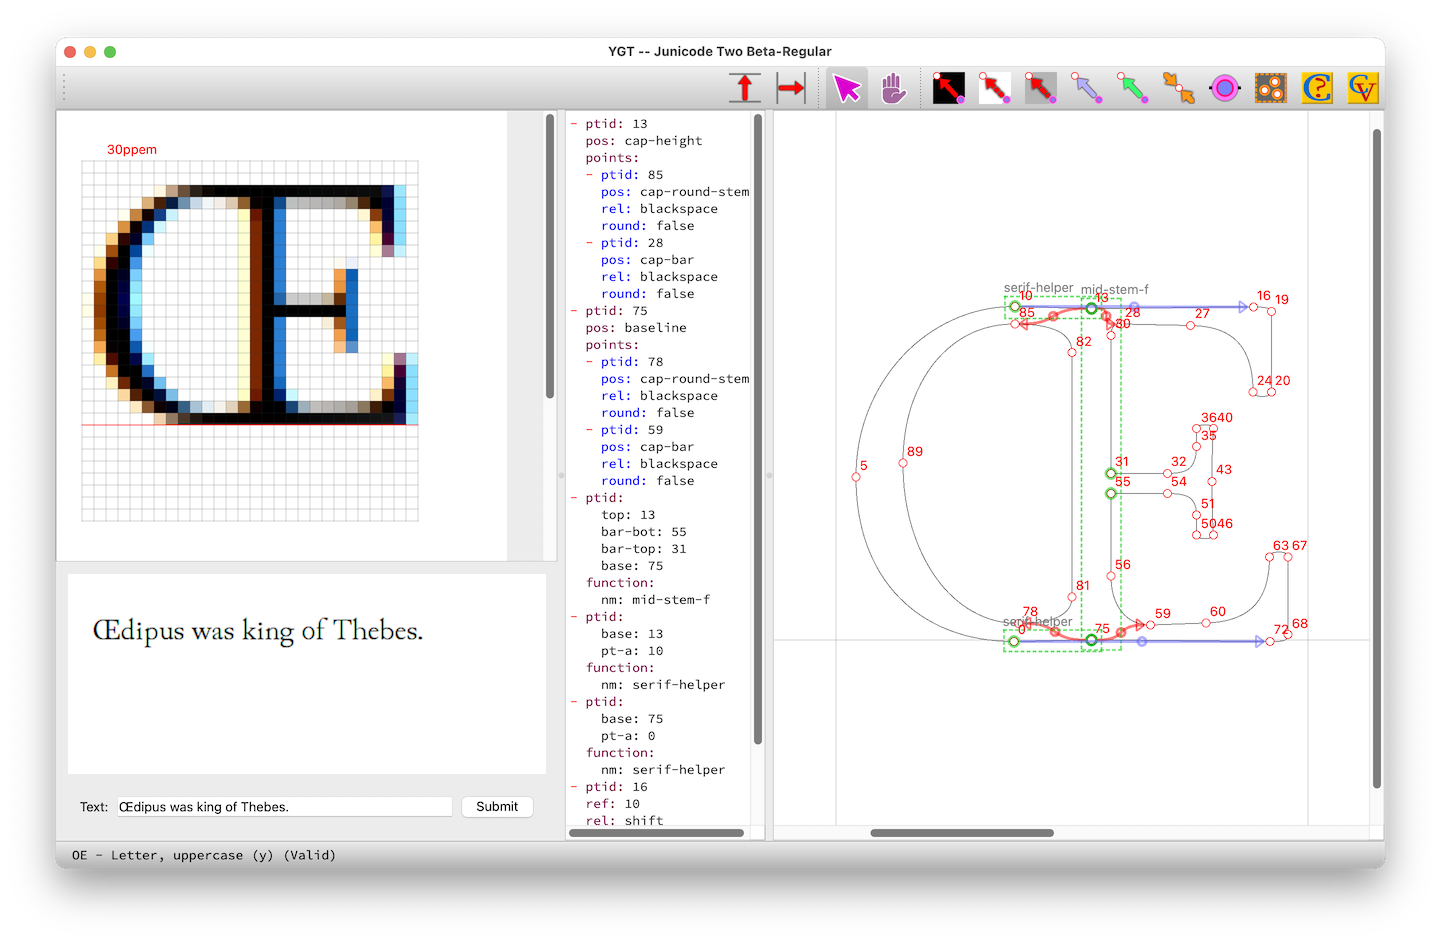 YGT -- Junicode Two Beta-Regular
30ppem
Œdipus was king of Thebes.
Text: Œdipus was king of Thebes. Submit
- ptid: 13
pos: cap-height
points:
- ptid: 85
pos: cap-round-stem
rel: blackspace
round: false
- ptid: 28
pos: cap-bar
rel: blackspace
round: false
- ptid: 75
pos: baseline
points:
- ptid: 78
pos: cap-round-stem
rel: blackspace
round: false
- ptid: 59
pos: cap-bar
rel: blackspace
round: false
- ptid:
top: 13
bar-bot: 55
bar-top: 31
base: 75
function:
nm: mid-stem-f
- ptid:
base: 13
pt-a: 10
function:
nm: serif-helper
- ptid:
base: 75
pt-a: 0
function:
nm: serif-helper
- ptid: 16
ref: 10
rel: shift
serif-helper mid-stem-f
10 13 16 19
85 28 27
30
82
24 20
36 40
35
5 89 31 32 43
55 54
51
50 46
63 67
56
81
78 59 60 68
serif-helper
0 75 72
OE - Letter, uppercase (y) (Valid)